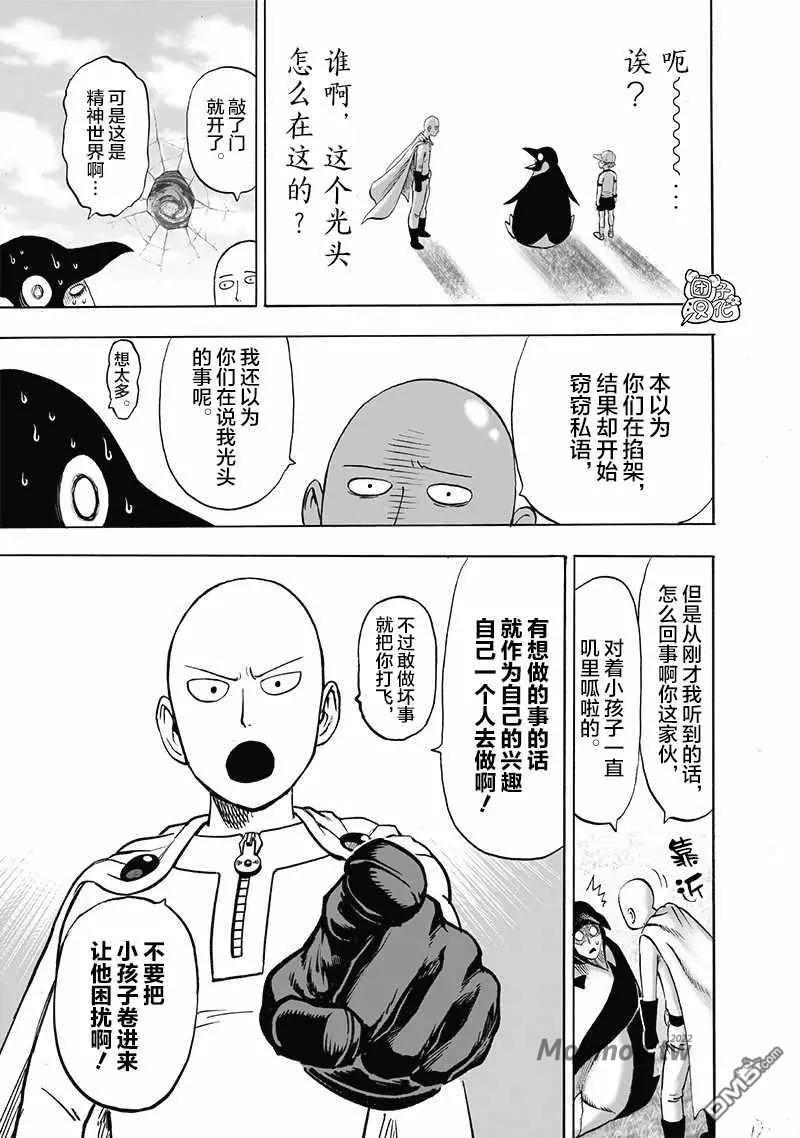 呃~~~~……
诶？
谁啊，这个光头
怎么在这的？
敲了门
就开了。
可是这是
精神世界啊…
本以为
你们在掐架，
结果却开始
窃窃私语，
我还以为
你们在说我光头
的事呢。
想太多。
但是从刚才我听到的话，
怎么回事啊你这家伙，
对着小孩子一直
叽里呱啦的。
靠近
有想做的事的话
就作为自己的兴趣
自己一个人去做啊！
不过敢做坏事
就把你打飞，
不要把
小孩子卷进来
让他困扰啊！
2022
DM5.com